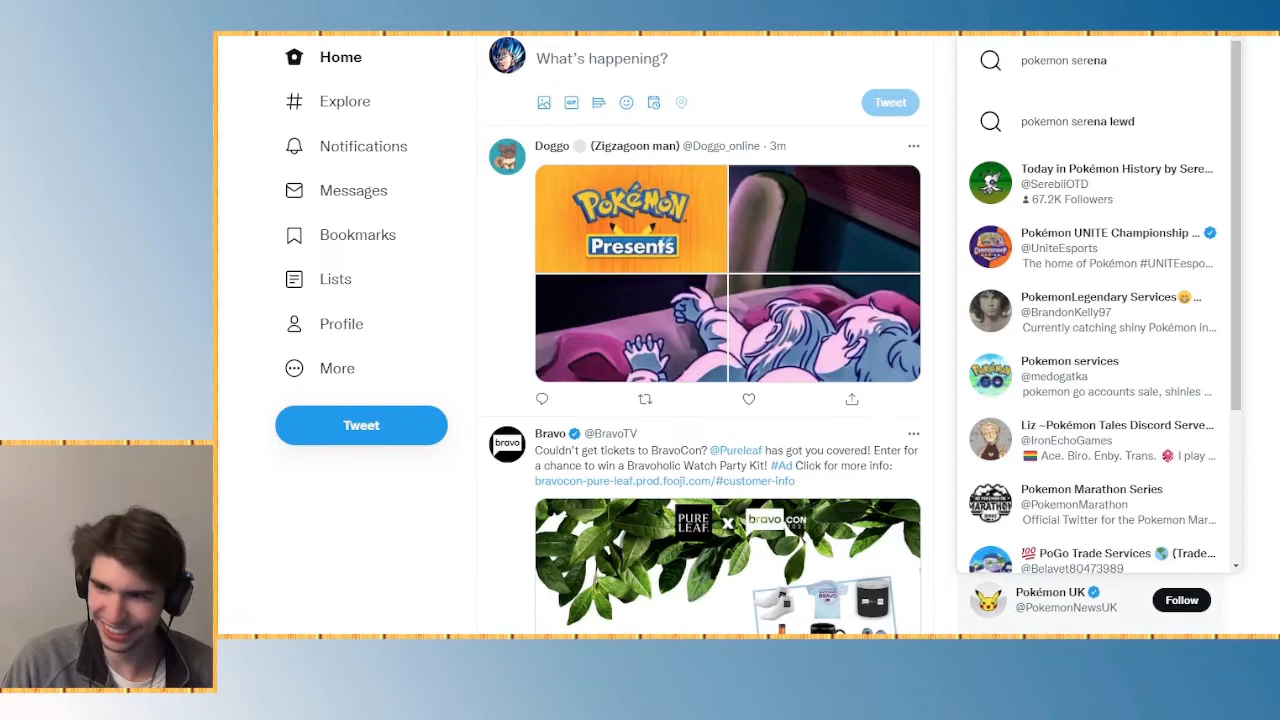 Home
Explore
Notifications
Messages
Bookmarks
Lists
Profile
More
Tweet
What's happening?
GIF
Tweet
Doggo (Zigzagoon man) @Doggo_online · 3m
POKéMON
Presents
Bravo @BravoTV
Couldn't get tickets to BravoCon? @Pureleaf has got you covered! Enter for
a chance to win a Bravoholic Watch Party Kit! #Ad Click for more info:
bravocon-pure-leaf.prod.fooji.com/#customer-info
bravo
PURE
LEAF
X
bravo CON
pokemon serena
pokemon serena lewd
Today in Pokémon History by Sere...
@SerebiiOTD
67.2K Followers
Pokémon UNITE Championship ...
@UniteEsports
The home of Pokémon #UNITEespo...
PokemonLegendary Services😁...
@BrandonKelly97
Currently catching shiny Pokémon in...
Pokemon services
@medogatka
pokemon go accounts sale, shinies ...
Liz ~Pokémon Tales Discord Serve...
@IronEchoGames
Ace. Biro. Enby. Trans. I play ...
Pokemon Marathon Series
@PokemonMarathon
Official Twitter for the Pokemon Mar...
💯 PoGo Trade Services 🌎 (Trade...
@Belavet80473989
Pokémon UK
@PokemonNewsUK
Follow